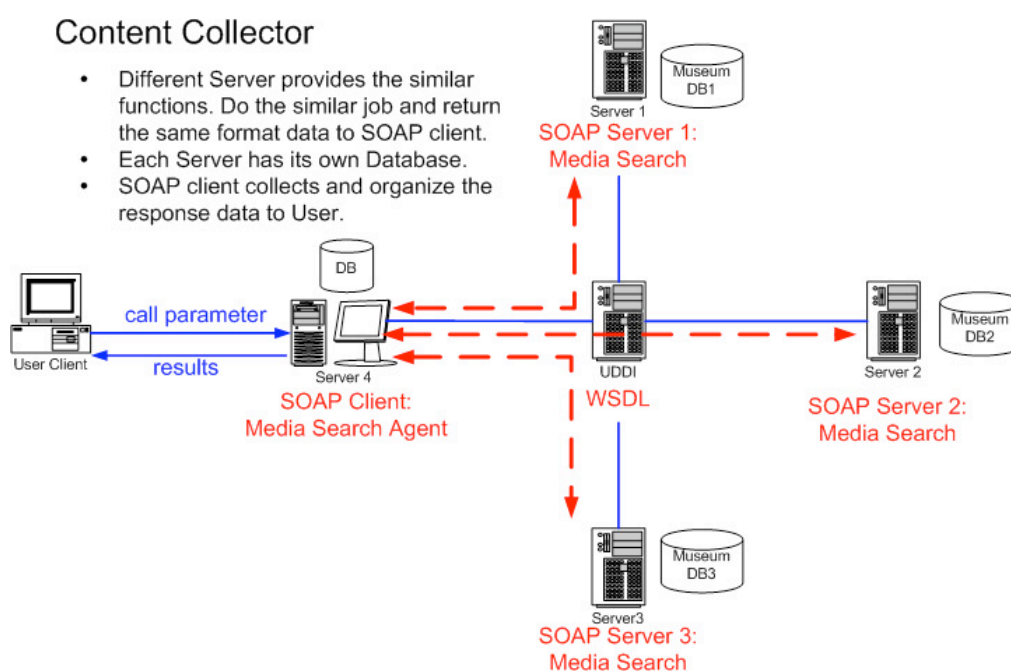 Content Collector
• Different Server provides the similar
functions. Do the similar job and return
the same format data to SOAP client.
• Each Server has its own Database.
• SOAP client collects and organize the
response data to User.
Museum
DB1
Server 1
SOAP Server 1:
Media Search
DB
call parameter
results
User Client
Server 4
SOAP Client:
Media Search Agent
UDDI
WSDL
Museum
DB2
Server 2
SOAP Server 2:
Media Search
Museum
DB3
Server3
SOAP Server 3:
Media Search